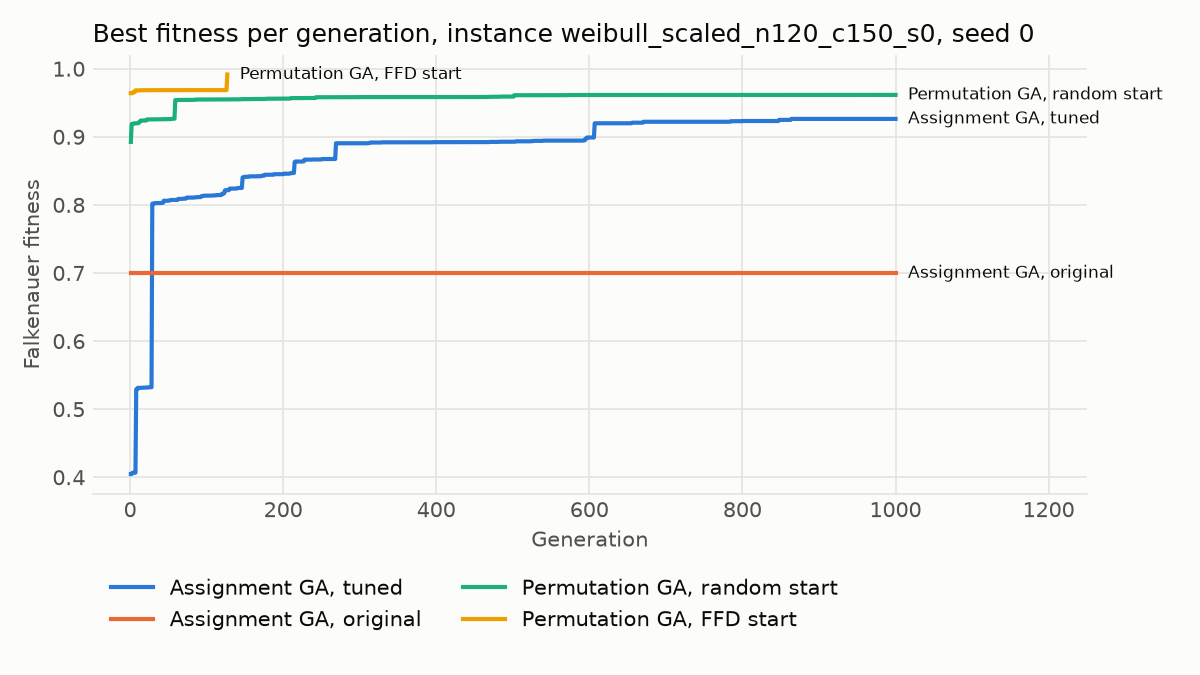 Best fitness per generation, instance weibull_scaled_n120_c150_s0, seed 0
1.0
0.9
0.8
0.7
0.6
0.5
0.4
Falkenauer fitness
Permutation GA, FFD start
Permutation GA, random start
Assignment GA, tuned
Assignment GA, original
0 200 400 600 800 1000 1200
Generation
Assignment GA, tuned
Permutation GA, random start
Assignment GA, original
Permutation GA, FFD start